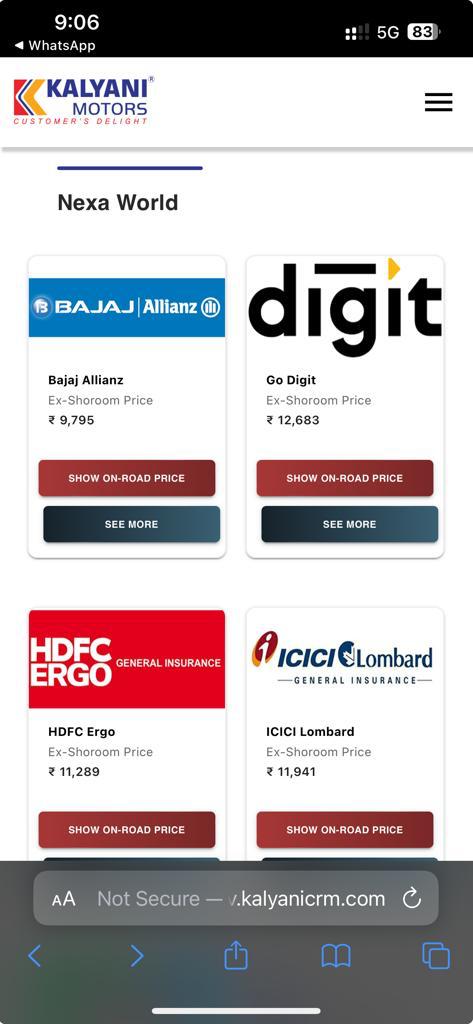 9:06
5G 83
◀ WhatsApp
KALYANI®
MOTORS
CUSTOMER'S DELIGHT
Nexa World
B BAJAJ | Allianz
digit
Bajaj Allianz
Ex-Shoroom Price
₹ 9,795
SHOW ON-ROAD PRICE
SEE MORE
Go Digit
Ex-Shoroom Price
₹ 12,683
SHOW ON-ROAD PRICE
SEE MORE
HDFC
ERGO
GENERAL INSURANCE
HDFC Ergo
Ex-Shoroom Price
₹ 11,289
SHOW ON-ROAD PRICE
i ICICI Lombard
GENERAL INSURANCE
ICICI Lombard
Ex-Shoroom Price
₹ 11,941
SHOW ON-ROAD PRICE
AA Not Secure — .kalyanicrm.com